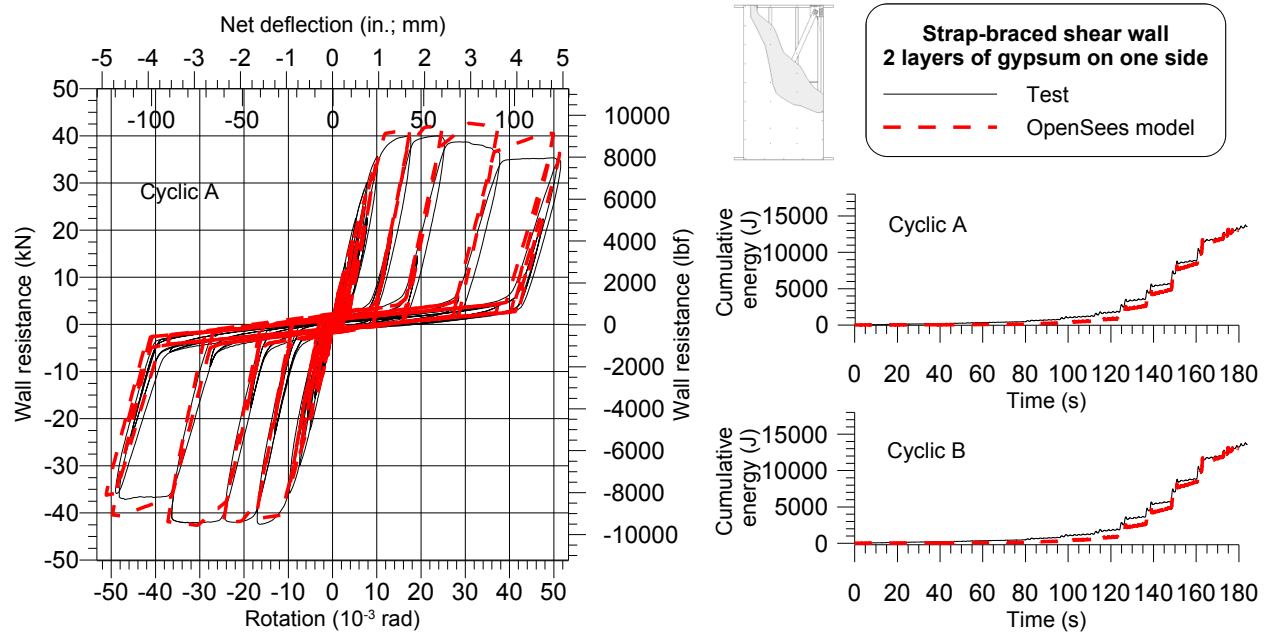 Net deflection (in.; mm)
-5 -4 -3 -2 -1 0 1 2 3 4 5
-100 -50 0 50 100
50
40
30
20
10
0
-10
-20
-30
-40
-50
Wall resistance (kN)
Cyclic A
10000
8000
6000
4000
2000
0
-2000
-4000
-6000
-8000
-10000
Wall resistance (lbf)
-50 -40 -30 -20 -10 0 10 20 30 40 50
Rotation (10⁻³ rad)
Strap-braced shear wall
2 layers of gypsum on one side
Test
OpenSees model
Cyclic A
15000
10000
5000
0
Cumulative
energy (J)
0 20 40 60 80 100 120 140 160 180
Time (s)
Cyclic B
15000
10000
5000
0
Cumulative
energy (J)
0 20 40 60 80 100 120 140 160 180
Time (s)